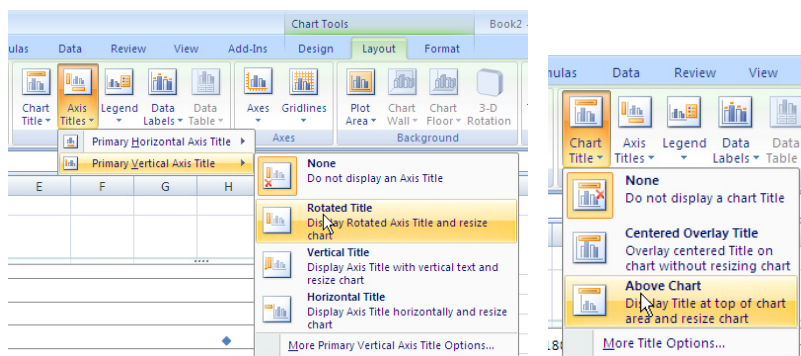 Chart Tools
Book2 -
ulas Data Review View Add-Ins Design Layout Format
Chart Title Axis Titles Legend Data Labels Data Table Axes Gridlines Plot Area Chart Wall Chart Floor 3-D Rotation
Axes Background
Primary Horizontal Axis Title
Primary Vertical Axis Title
E F G H
None
Do not display an Axis Title
Rotated Title
Display Rotated Axis Title and resize
chart
Vertical Title
Display Axis Title with vertical text and
resize chart
Horizontal Title
Display Axis Title horizontally and resize
chart
More Primary Vertical Axis Title Options...
nulas Data Review View
Chart Title Axis Titles Legend Data Labels Data Table
None
Do not display a chart Title
Centered Overlay Title
Overlay centered Title on
chart without resizing chart
Above Chart
Display Title at top of chart
area and resize chart
More Title Options...